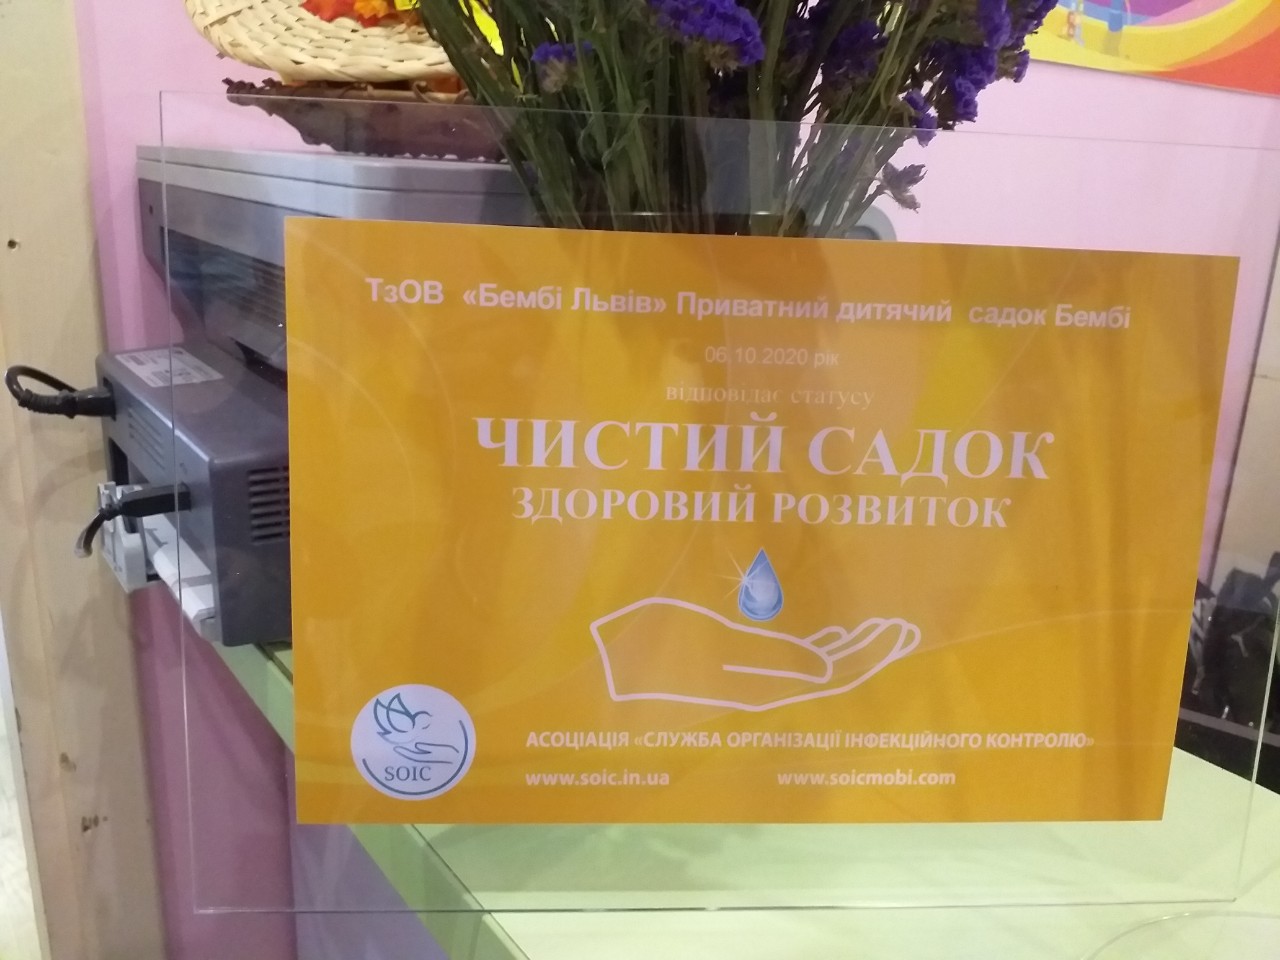 ТзОВ «Бембі Львів» Приватний дитячий садок Бембі
06.10.2020 рік
відповідає статусу
ЧИСТИЙ САДОК
ЗДОРОВИЙ РОЗВИТОК
SOIC
АСОЦІАЦІЯ «СЛУЖБА ОРГАНІЗАЦІЇ ІНФЕКЦІЙНОГО КОНТРОЛЮ»
www.soic.in.ua www.soicmobi.com